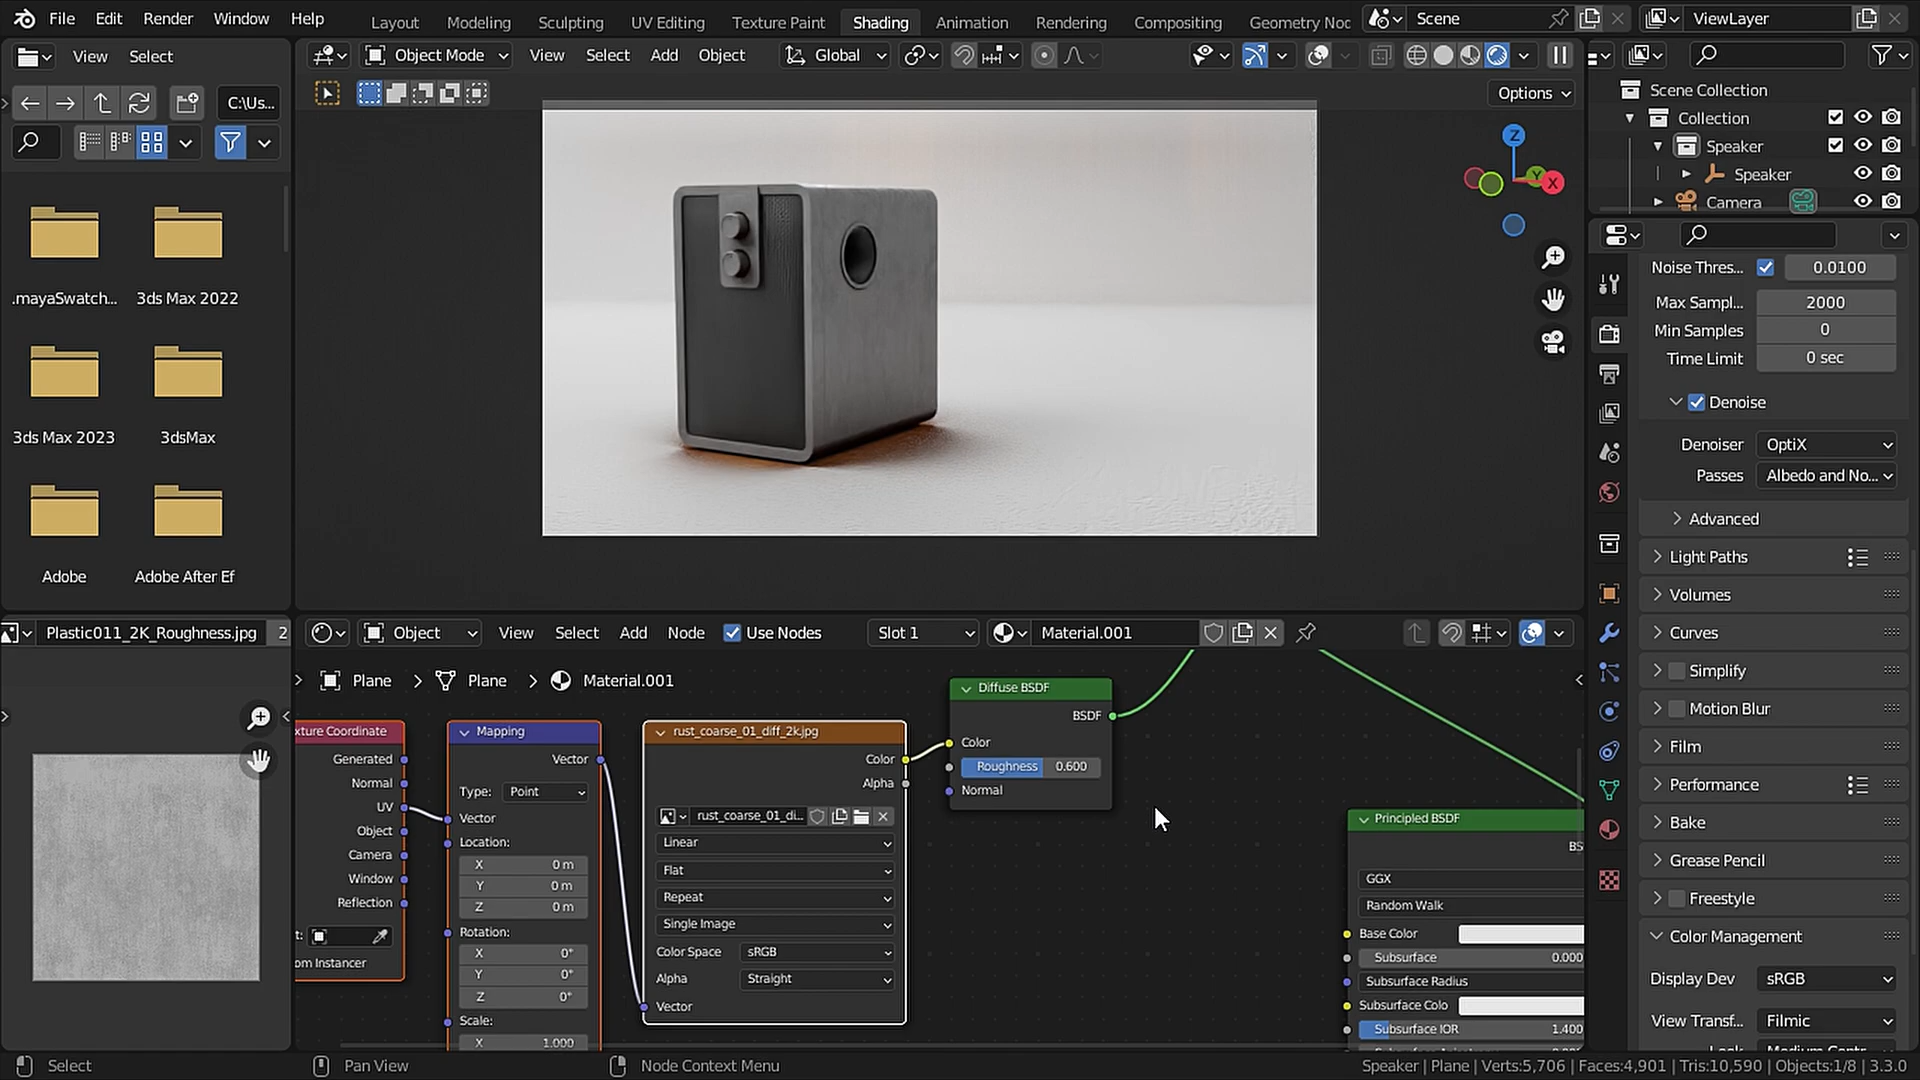 File Edit Render Window Help Layout Modeling Sculpting UV Editing Texture Paint Shading Animation Rendering Compositing Geometry Noc Scene ViewLayer
View Select Object Mode View Select Add Object Global
C:\Us... Options
Scene Collection
Collection
Speaker
Speaker
Camera
Z
Y
X
.mayaSwatch... 3ds Max 2022
3ds Max 2023 3dsMax
Adobe Adobe After Ef
Noise Thres... 0.0100
Max Sampl... 2000
Min Samples 0
Time Limit 0 sec
Denoise
Denoiser OptiX
Passes Albedo and No...
Advanced
Light Paths
Volumes
Curves
Simplify
Motion Blur
Film
Performance
Bake
Grease Pencil
Freestyle
Color Management
Display Dev sRGB
View Transf... Filmic
Plastic011_2K_Roughness.jpg 2
Object View Select Add Node Use Nodes Slot 1 Material.001
Plane Plane Material.001
xture Coordinate
Generated
Normal
UV
Object
Camera
Window
Reflection
t:
om Instancer
Mapping
Vector
Type: Point
Vector
Location:
X 0 m
Y 0 m
Z 0 m
Rotation:
X 0°
Y 0°
Z 0°
Scale:
X 1.000
rust_coarse_01_diff_2k.jpg
Color
Alpha
rust_coarse_01_di...
Linear
Flat
Repeat
Single Image
Color Space sRGB
Alpha Straight
Vector
Diffuse BSDF
BSDF
Color
Roughness 0.600
Normal
Principled BSDF
BS
GGX
Random Walk
Base Color
Subsurface 0.000
Subsurface Radius
Subsurface Colo
Subsurface IOR 1.400
Select Pan View Node Context Menu Speaker | Plane | Verts:5,706 | Faces:4,901 | Tris:10,590 | Objects:1/8 | 3.3.0